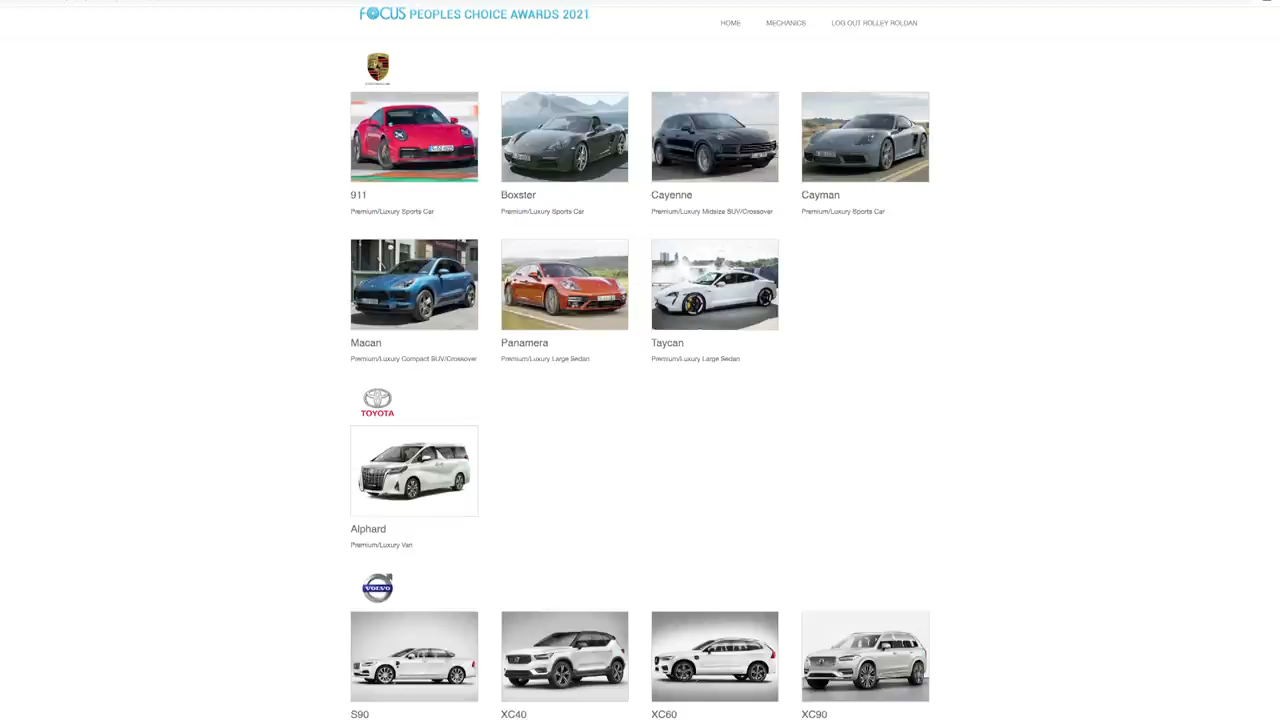 FOCUS PEOPLES CHOICE AWARDS 2021
HOME MECHANICS LOG OUT ROLLEY ROLDAN
911 Boxster Cayenne Cayman
Premium/Luxury Sports Car Premium/Luxury Sports Car Premium/Luxury Midsize SUV/Crossover Premium/Luxury Sports Car
Macan Panamera Taycan
Premium/Luxury Compact SUV/Crossover Premium/Luxury Large Sedan Premium/Luxury Large Sedan
TOYOTA
Alphard
Premium/Luxury Van
VOLVO
S90 XC40 XC60 XC90